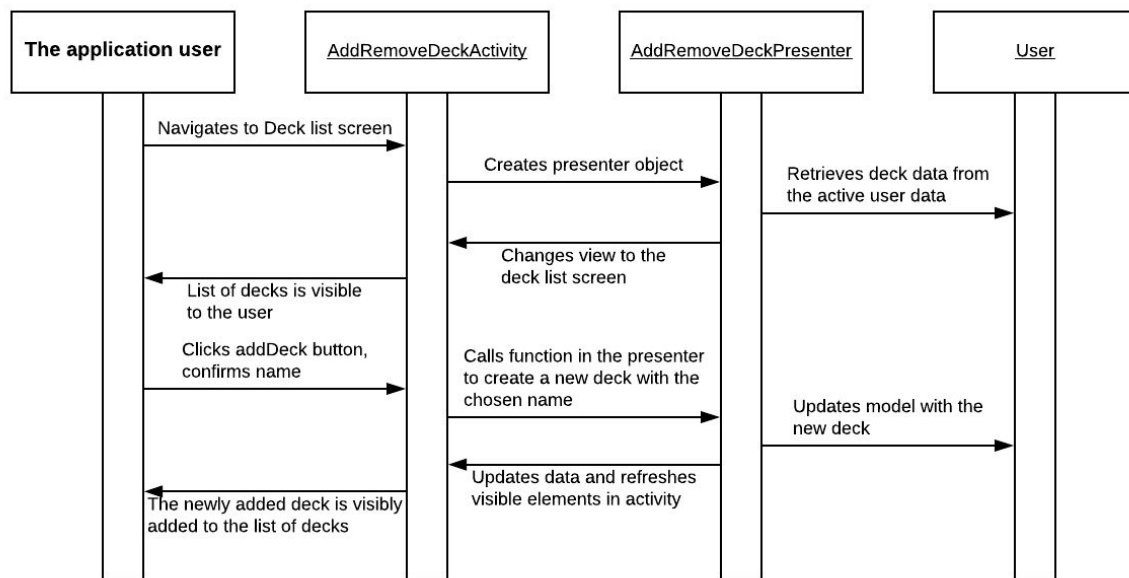 The application user
AddRemoveDeckActivity
AddRemoveDeckPresenter
User
Navigates to Deck list screen
Creates presenter object
Retrieves deck data from
the active user data
Changes view to the
deck list screen
List of decks is visible
to the user
Clicks addDeck button,
confirms name
Calls function in the presenter
to create a new deck with the
chosen name
Updates model with the
new deck
Updates data and refreshes
visible elements in activity
The newly added deck is visibly
added to the list of decks